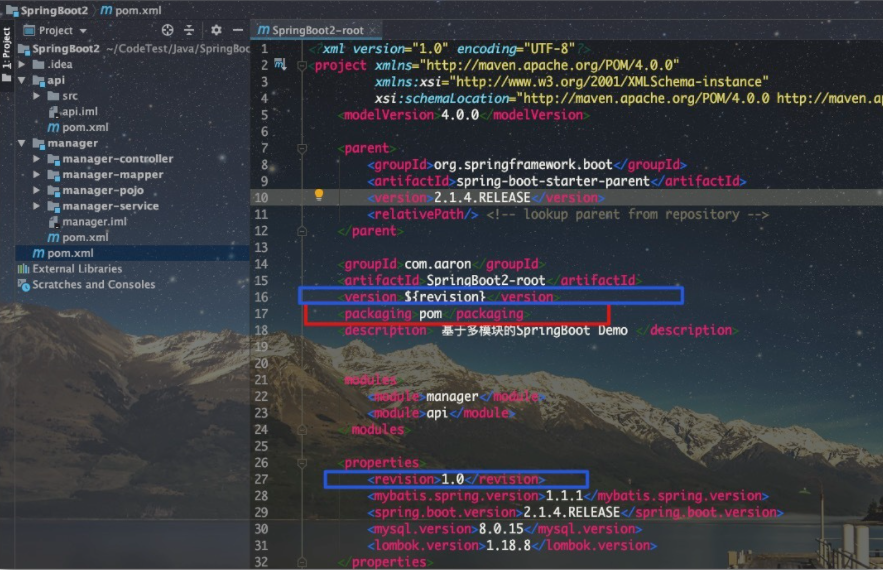 SpringBoot2 pom.xml
1: Project
Project
SpringBoot2 ~/CodeTest/Java/SpringBoo
.idea
api
src
api.iml
pom.xml
manager
manager-controller
manager-mapper
manager-pojo
manager-service
manager.iml
pom.xml
pom.xml
External Libraries
Scratches and Consoles
SpringBoot2-root
1 <?xml version="1.0" encoding="UTF-8"?>
2 <project xmlns="http://maven.apache.org/POM/4.0.0"
3 xmlns:xsi="http://www.w3.org/2001/XMLSchema-instance"
4 xsi:schemaLocation="http://maven.apache.org/POM/4.0.0 http://maven.ap
5 <modelVersion>4.0.0</modelVersion>
6
7 <parent>
8 <groupId>org.springframework.boot</groupId>
9 <artifactId>spring-boot-starter-parent</artifactId>
10 <version>2.1.4.RELEASE</version>
11 <relativePath/> <!-- lookup parent from repository -->
12 </parent>
13
14 <groupId>com.aaron</groupId>
15 <artifactId>SpringBoot2-root</artifactId>
16 <version>${revision}</version>
17 <packaging>pom</packaging>
18 <description> 基于多模块的SpringBoot Demo </description>
19
20
21 <modules>
22 <module>manager</module>
23 <module>api</module>
24 </modules>
25
26 <properties>
27 <revision>1.0</revision>
28 <mybatis.spring.version>1.1.1</mybatis.spring.version>
29 <spring.boot.version>2.1.4.RELEASE</spring.boot.version>
30 <mysql.version>8.0.15</mysql.version>
31 <lombok.version>1.18.8</lombok.version>
32 </properties>